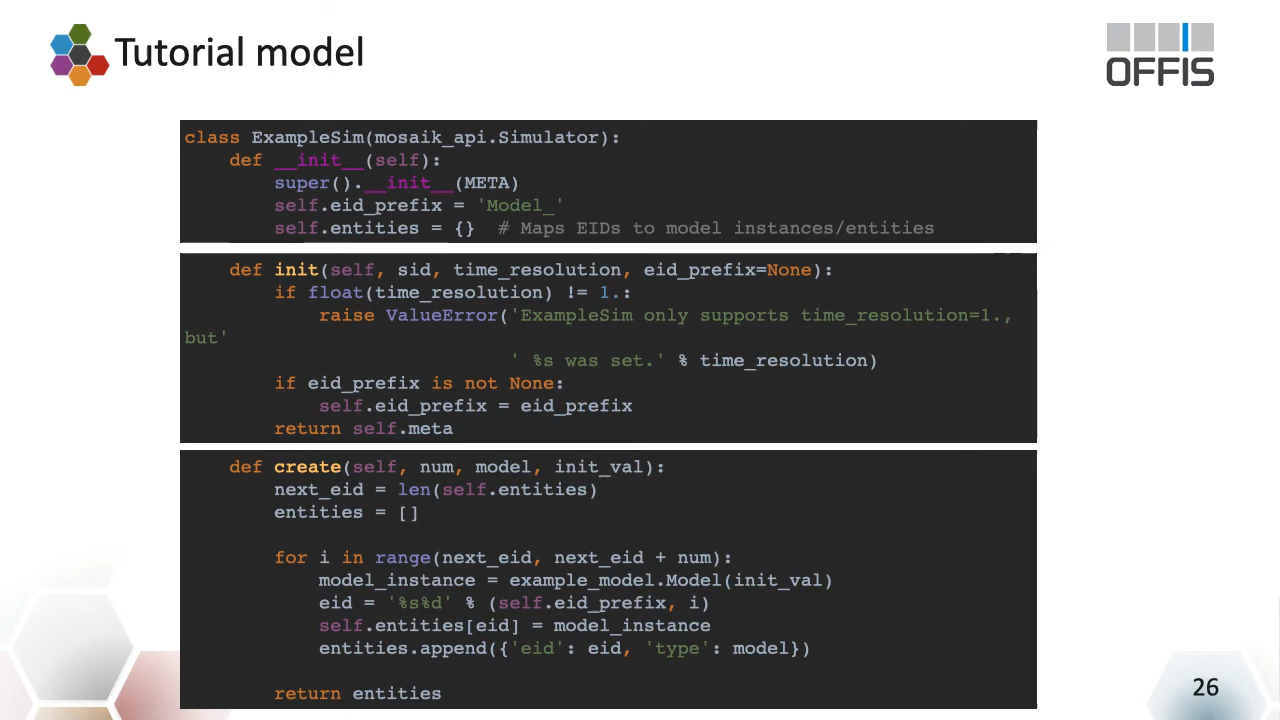 Tutorial model
OFFIS
class ExampleSim(mosaik_api.Simulator):
    def __init__(self):
        super().__init__(META)
        self.eid_prefix = 'Model_'
        self.entities = {}  # Maps EIDs to model instances/entities
    def init(self, sid, time_resolution, eid_prefix=None):
        if float(time_resolution) != 1.:
            raise ValueError('ExampleSim only supports time_resolution=1.,
but'
                             ' %s was set.' % time_resolution)
        if eid_prefix is not None:
            self.eid_prefix = eid_prefix
        return self.meta
    def create(self, num, model, init_val):
        next_eid = len(self.entities)
        entities = []
        for i in range(next_eid, next_eid + num):
            model_instance = example_model.Model(init_val)
            eid = '%s%d' % (self.eid_prefix, i)
            self.entities[eid] = model_instance
            entities.append({'eid': eid, 'type': model})
        return entities
26